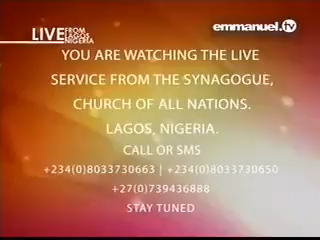 LIVE FROM LAGOS NIGERIA
emmanuel.tv
YOU ARE WATCHING THE LIVE
SERVICE FROM THE SYNAGOGUE,
CHURCH OF ALL NATIONS.
LAGOS, NIGERIA.
CALL OR SMS
+234(0)8033730663 | +234(0)8033730650
+27(0)739436888
STAY TUNED